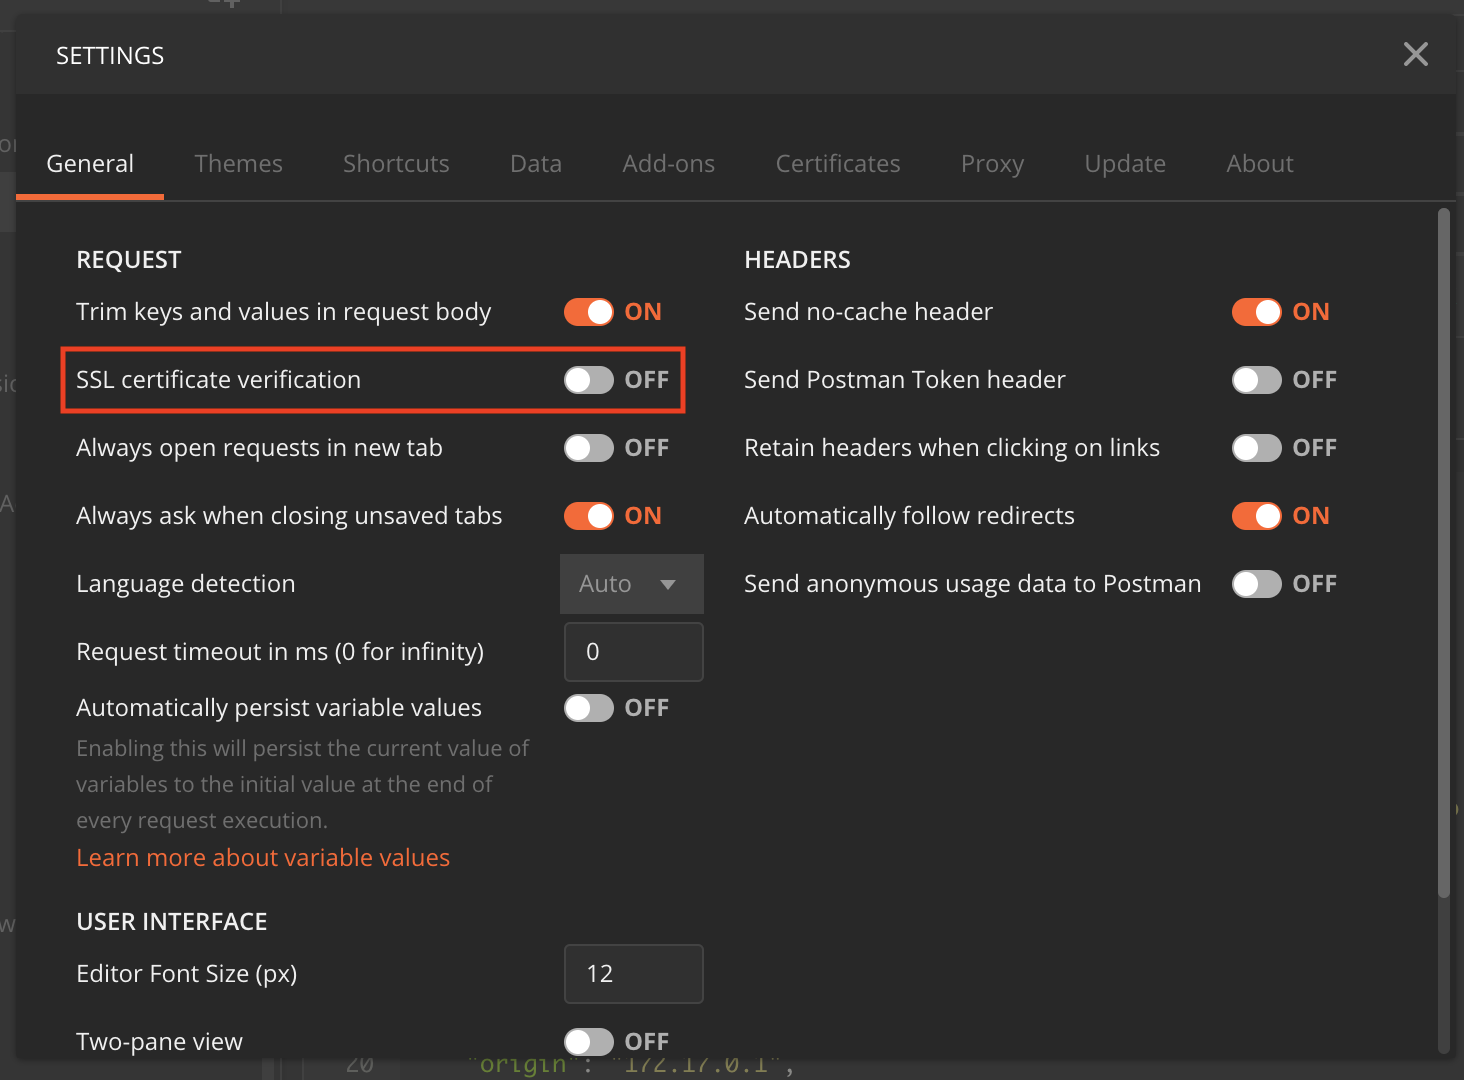 SETTINGS
General Themes Shortcuts Data Add-ons Certificates Proxy Update About
REQUEST
Trim keys and values in request body ON
SSL certificate verification OFF
Always open requests in new tab OFF
Always ask when closing unsaved tabs ON
Language detection Auto
Request timeout in ms (0 for infinity) 0
Automatically persist variable values OFF
Enabling this will persist the current value of
variables to the initial value at the end of
every request execution.
Learn more about variable values
USER INTERFACE
Editor Font Size (px) 12
Two-pane view OFF
HEADERS
Send no-cache header ON
Send Postman Token header OFF
Retain headers when clicking on links OFF
Automatically follow redirects ON
Send anonymous usage data to Postman OFF
20 "origin": "172.17.0.1",